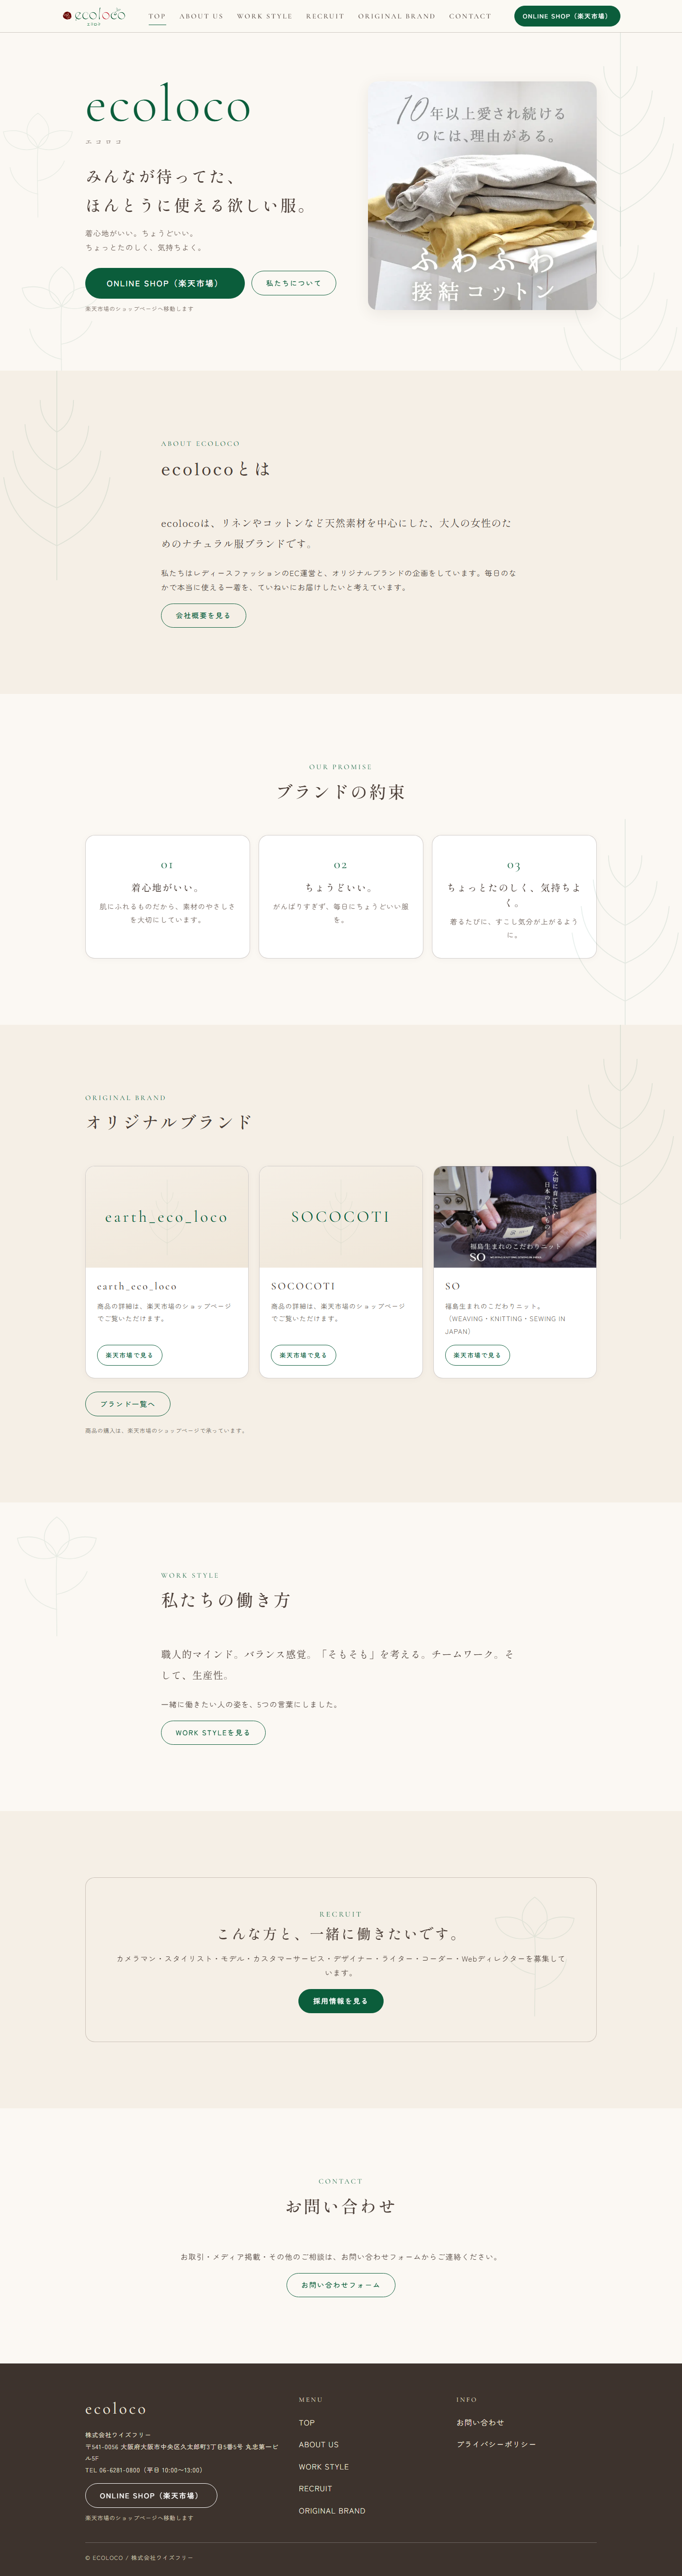 ecoloco
エコロコ
TOP
ABOUT US
WORK STYLE
RECRUIT
ORIGINAL BRAND
CONTACT
ONLINE SHOP（楽天市場）
ecoloco
エコロコ
みんなが待ってた、
ほんとうに使える欲しい服。
着心地がいい。ちょうどいい。
ちょっとたのしく、気持ちよく。
ONLINE SHOP（楽天市場）
私たちについて
楽天市場のショップページへ移動します
10年以上愛され続ける
のには、理由がある。
ふわふわ
接結コットン
ABOUT ECOLOCO
ecolocoとは
ecolocoは、リネンやコットンなど天然素材を中心にした、大人の女性のた
めのナチュラル服ブランドです。
私たちはレディースファッションのEC運営と、オリジナルブランドの企画をしています。毎日のな
かで本当に使える一着を、ていねいにお届けしたいと考えています。
会社概要を見る
OUR PROMISE
ブランドの約束
01
着心地がいい。
肌にふれるものだから、素材のやさしさ
を大切にしています。
02
ちょうどいい。
がんばりすぎず、毎日にちょうどいい服
を。
03
ちょっとたのしく、気持ちよ
く。
着るたびに、すこし気分が上がるよう
に。
ORIGINAL BRAND
オリジナルブランド
earth_eco_loco
earth_eco_loco
商品の詳細は、楽天市場のショップページ
でご覧いただけます。
楽天市場で見る
SOCOCOTI
SOCOCOTI
商品の詳細は、楽天市場のショップページ
でご覧いただけます。
楽天市場で見る
大切に育てたい
日本のいいもの。
福島生まれのこだわりニット
SO
SO
福島生まれのこだわりニット。
（WEAVING・KNITTING・SEWING IN
JAPAN）
楽天市場で見る
ブランド一覧へ
商品の購入は、楽天市場のショップページで承っています。
WORK STYLE
私たちの働き方
職人的マインド。バランス感覚。「そもそも」を考える。チームワーク。そ
して、生産性。
一緒に働きたい人の姿を、5つの言葉にしました。
WORK STYLEを見る
RECRUIT
こんな方と、一緒に働きたいです。
カメラマン・スタイリスト・モデル・カスタマーサービス・デザイナー・ライター・コーダー・Webディレクターを募集して
います。
採用情報を見る
CONTACT
お問い合わせ
お取引・メディア掲載・その他のご相談は、お問い合わせフォームからご連絡ください。
お問い合わせフォーム
ecoloco
株式会社ワイズフリー
〒541-0056 大阪府大阪市中央区久太郎町3丁目5番5号 丸忠第一ビ
ル5F
TEL 06-6281-0800（平日 10:00〜13:00）
ONLINE SHOP（楽天市場）
楽天市場のショップページへ移動します
MENU
TOP
ABOUT US
WORK STYLE
RECRUIT
ORIGINAL BRAND
INFO
お問い合わせ
プライバシーポリシー
© ECOLOCO / 株式会社ワイズフリー